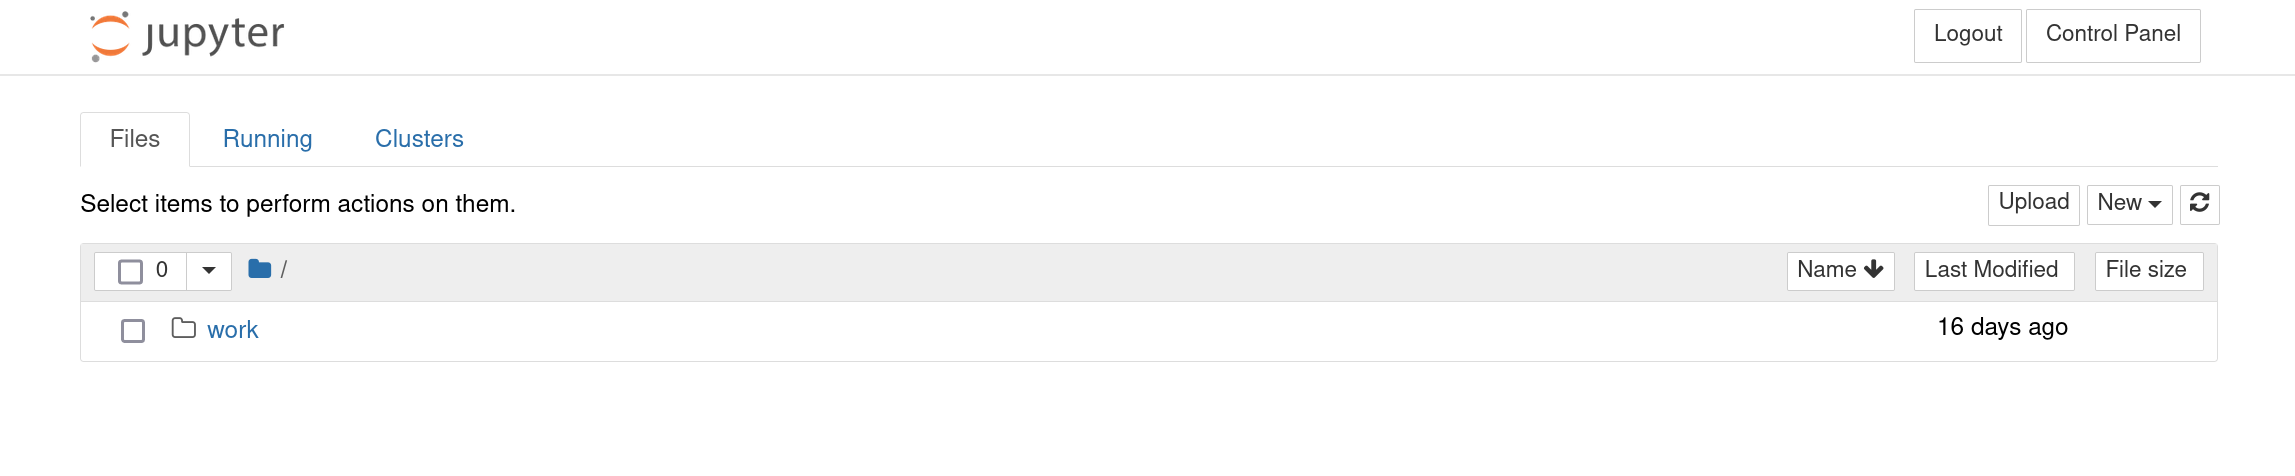 jupyter
Logout Control Panel
Files Running Clusters
Select items to perform actions on them.
Upload New
0 / Name Last Modified File size
work 16 days ago